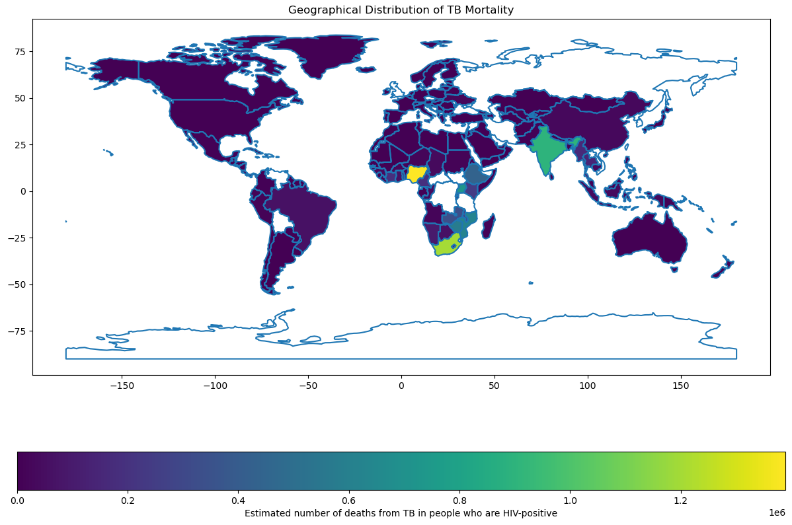 Geographical Distribution of TB Mortality
75
50
25
0
−25
−50
−75
−150 −100 −50 0 50 100 150
0.0 0.2 0.4 0.6 0.8 1.0 1.2
1e6
Estimated number of deaths from TB in people who are HIV-positive